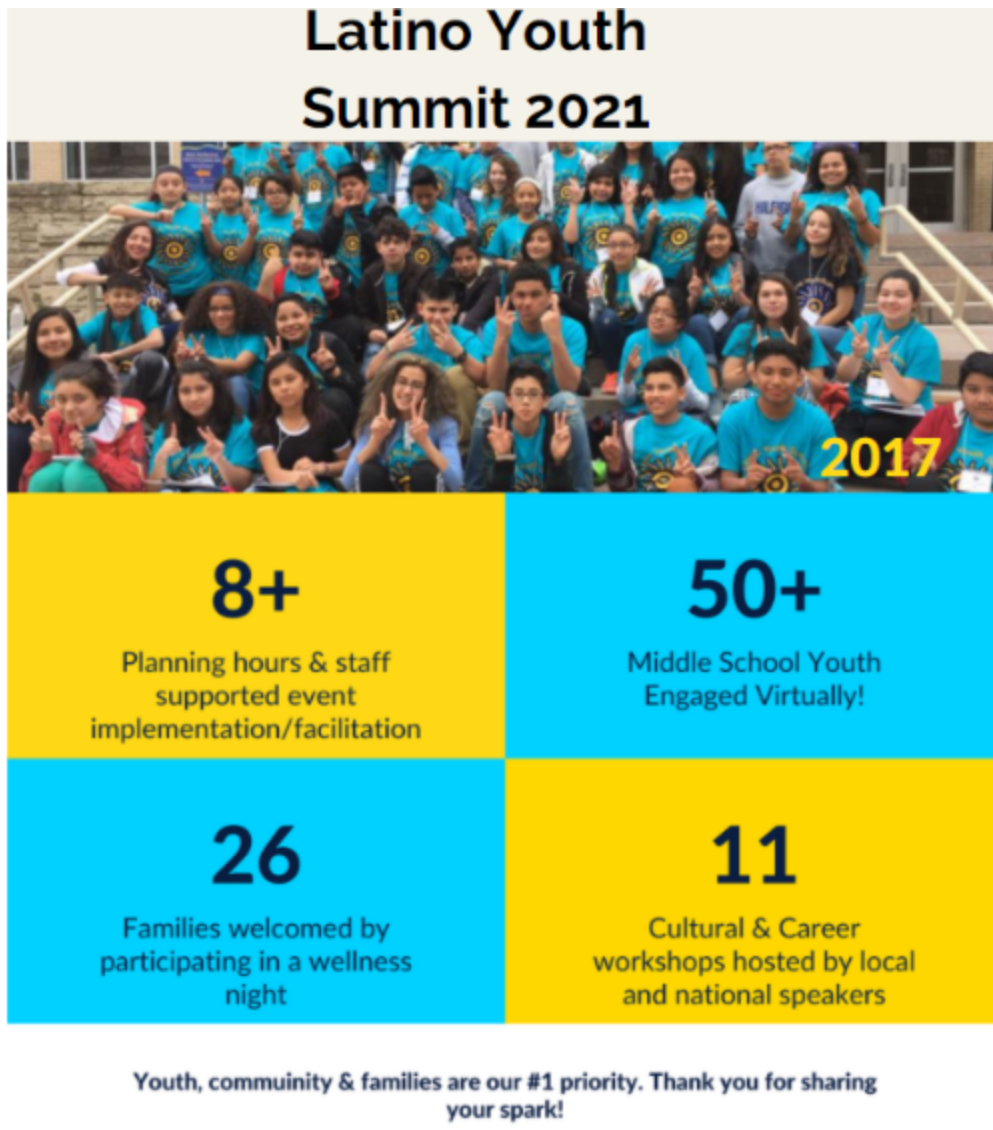 Latino Youth
Summit 2021
2017
8+
Planning hours & staff
supported event
implementation/facilitation
50+
Middle School Youth
Engaged Virtually!
26
Families welcomed by
participating in a wellness
night
11
Cultural & Career
workshops hosted by local
and national speakers
Youth, commuinity & families are our #1 priority. Thank you for sharing
your spark!